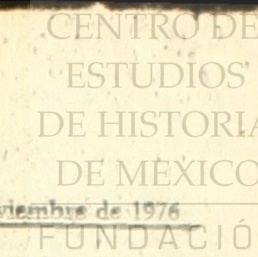 CENTRO DE
ESTUDIOS
DE HISTORIA
DE MÉXICO
viembre de 1976
FUNDACIÓ